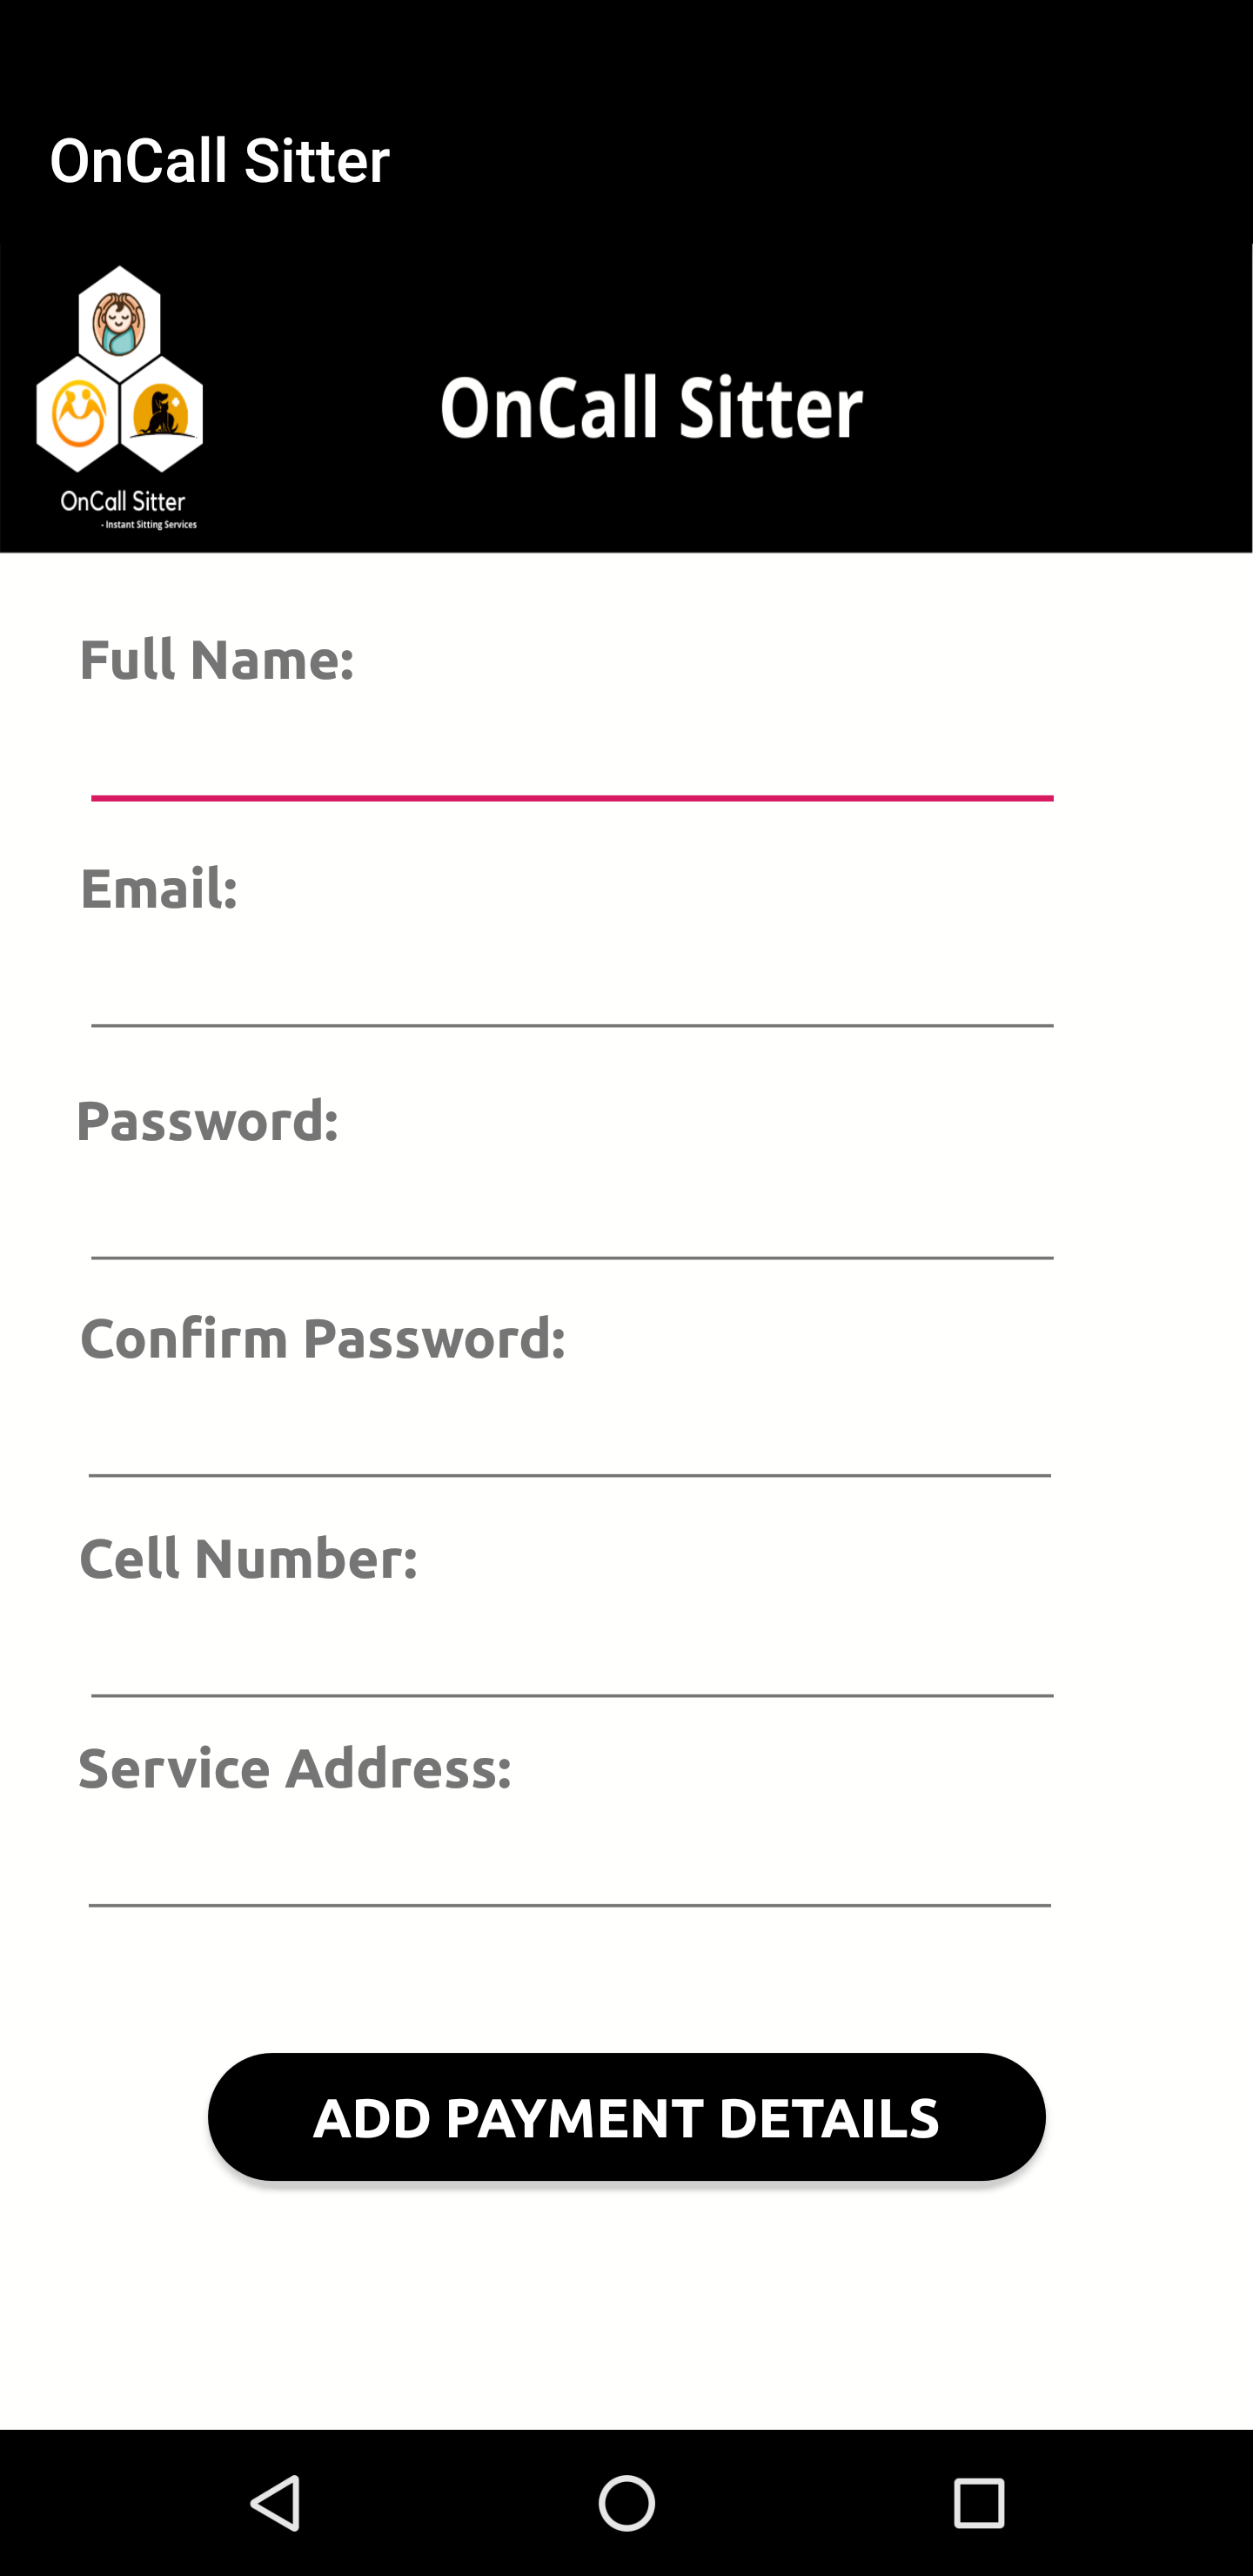 OnCall Sitter
OnCall Sitter
OnCall Sitter
- Instant Sitting Services
Full Name:
Email:
Password:
Confirm Password:
Cell Number:
Service Address:
ADD PAYMENT DETAILS